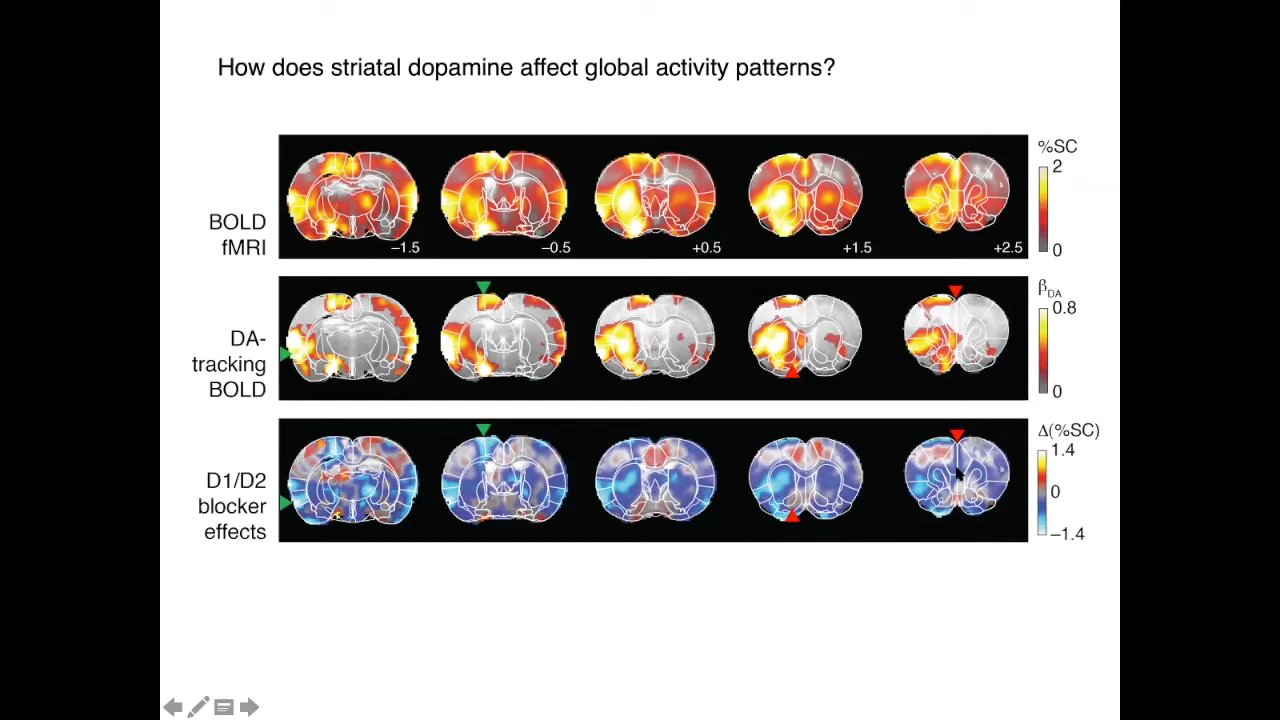 How does striatal dopamine affect global activity patterns?
%SC
2
BOLD
fMRI
–1.5
–0.5
+0.5
+1.5
+2.5
0
βDA
0.8
DA-
tracking
BOLD
0
Δ(%SC)
1.4
D1/D2
blocker
effects
0
–1.4